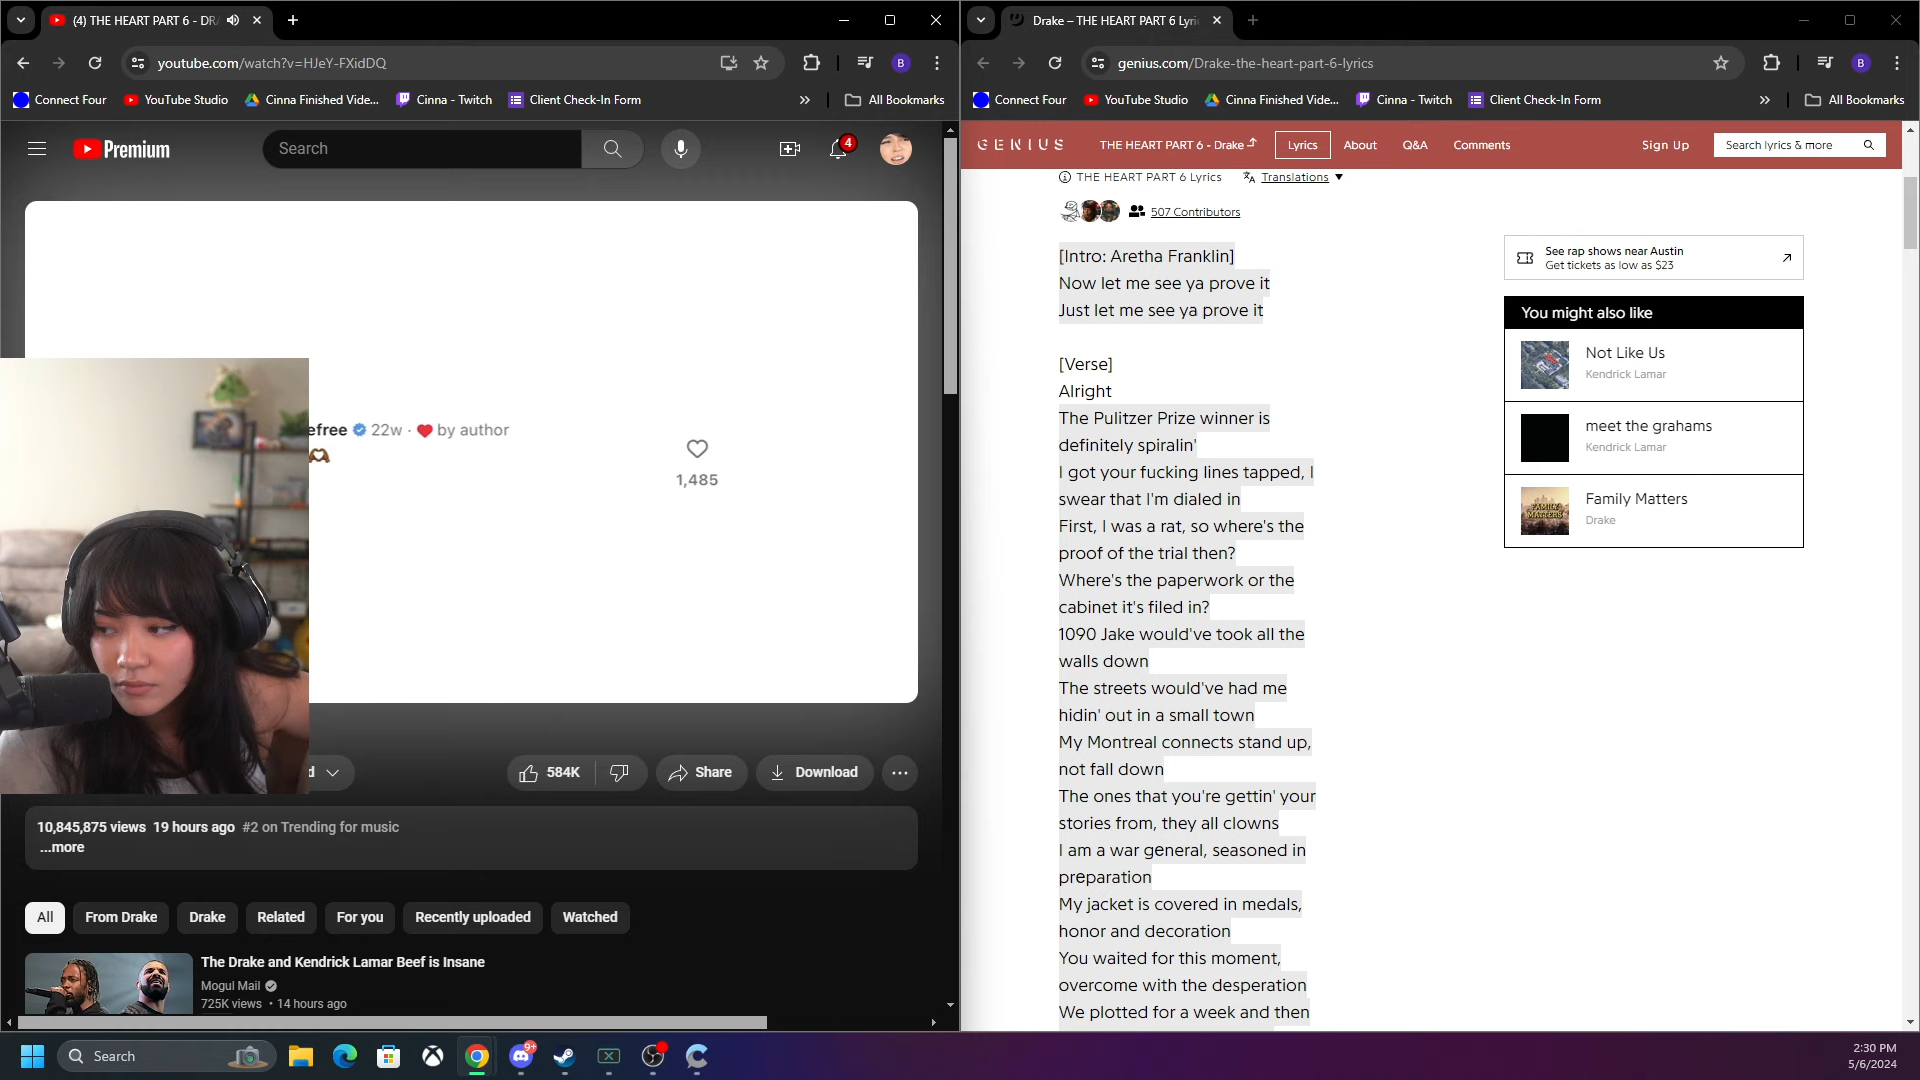 (4) THE HEART PART 6 - DR
youtube.com/watch?v=HJeY-FXidDQ
B
Connect Four
YouTube Studio
Cinna Finished Vide...
Cinna - Twitch
Client Check-In Form
»
All Bookmarks
Premium
Search
4
efree 22w · ❤ by author
1,485
584K
Share
Download
10,845,875 views 19 hours ago #2 on Trending for music
...more
All
From Drake
Drake
Related
For you
Recently uploaded
Watched
The Drake and Kendrick Lamar Beef is Insane
Mogul Mail
725K views • 14 hours ago
Drake – THE HEART PART 6 Lyri
genius.com/Drake-the-heart-part-6-lyrics
B
Connect Four
YouTube Studio
Cinna Finished Vide...
Cinna - Twitch
Client Check-In Form
»
All Bookmarks
GENIUS
THE HEART PART 6 - Drake
Lyrics
About
Q&A
Comments
Sign Up
Search lyrics & more
THE HEART PART 6 Lyrics
Translations
507 Contributors
[Intro: Aretha Franklin]
Now let me see ya prove it
Just let me see ya prove it
[Verse]
Alright
The Pulitzer Prize winner is
definitely spiralin'
I got your fucking lines tapped, I
swear that I'm dialed in
First, I was a rat, so where's the
proof of the trial then?
Where's the paperwork or the
cabinet it's filed in?
1090 Jake would've took all the
walls down
The streets would've had me
hidin' out in a small town
My Montreal connects stand up,
not fall down
The ones that you're gettin' your
stories from, they all clowns
I am a war general, seasoned in
preparation
My jacket is covered in medals,
honor and decoration
You waited for this moment,
overcome with the desperation
We plotted for a week and then
See rap shows near Austin
Get tickets as low as $23
You might also like
Not Like Us
Kendrick Lamar
meet the grahams
Kendrick Lamar
Family Matters
Drake
FAMILY
MATTERS
Search
9+
2:30 PM
5/6/2024